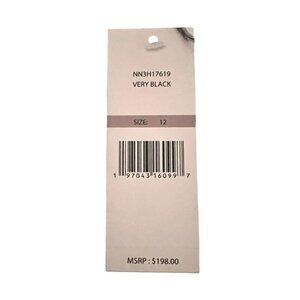 NN3H17619
VERY BLACK
SIZE: 12
1 97043 16099 7
MSRP : $198.00